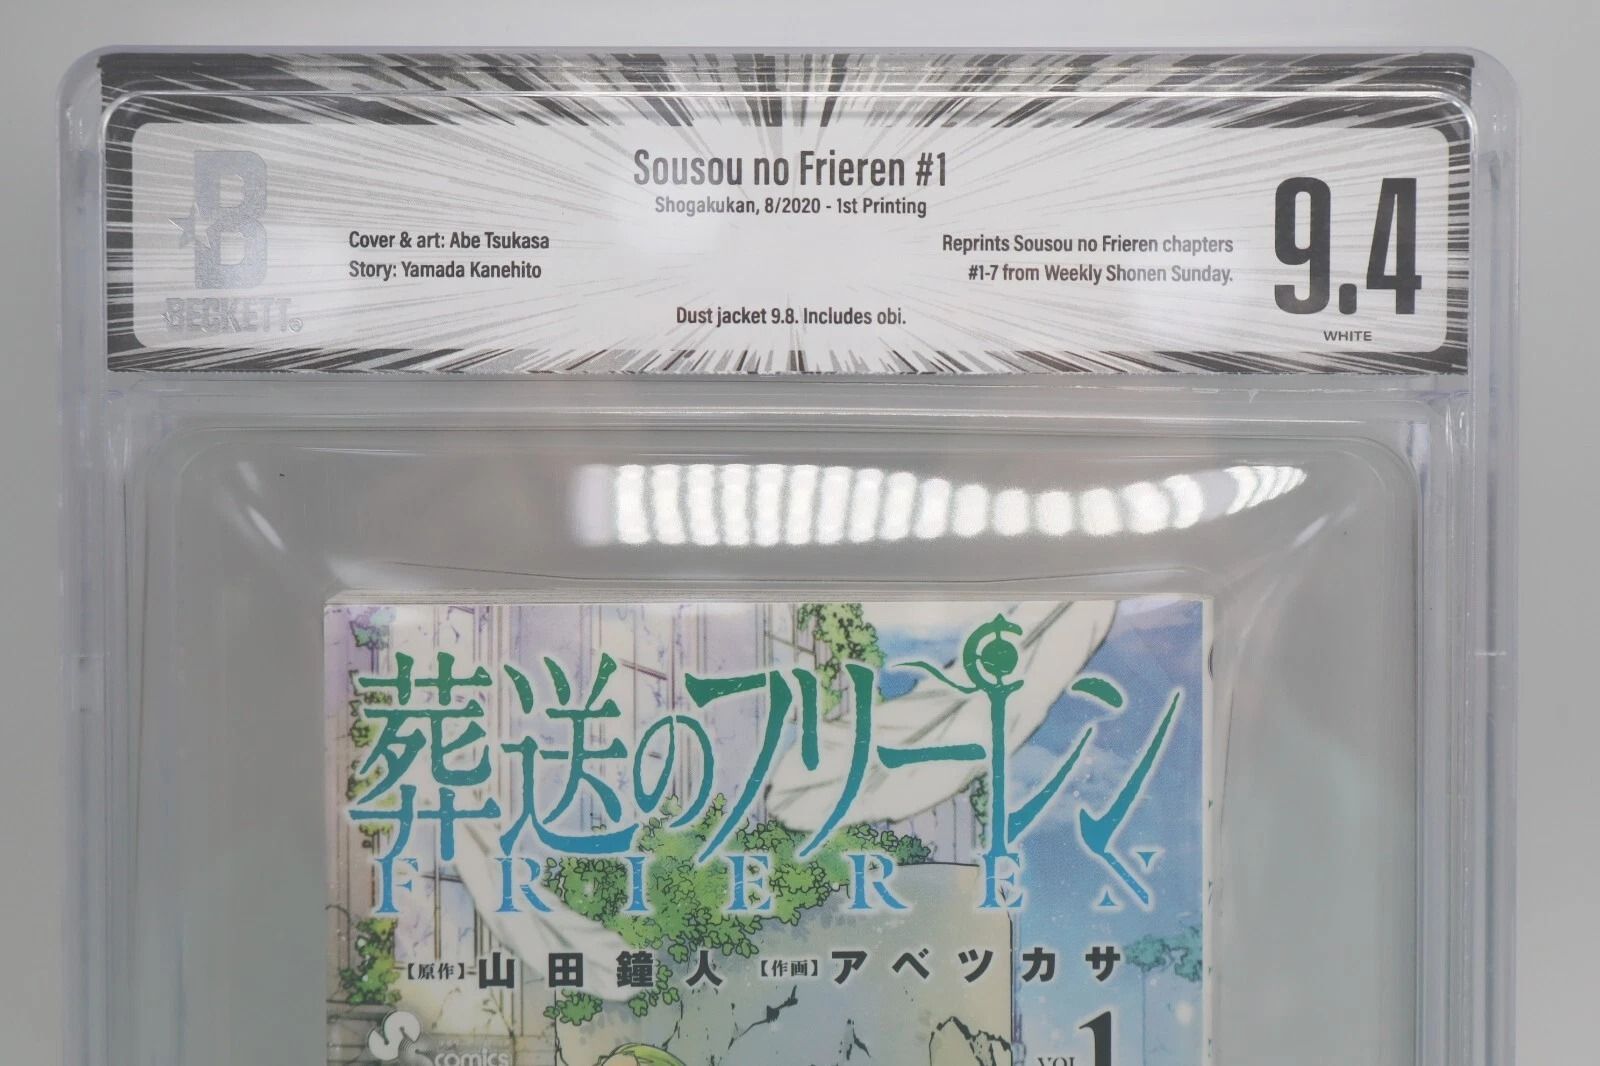 B
BECKETT
Sousou no Frieren #1
Shogakukan, 8/2020 - 1st Printing
Cover & art: Abe Tsukasa
Story: Yamada Kanehito
Reprints Sousou no Frieren chapters
#1-7 from Weekly Shonen Sunday.
Dust jacket 9.8. Includes obi.
9.4
WHITE
葬送のフリーレン
FRIEREN
【原作】山田鐘人 【作画】アベツカサ
S
comics
VOL. 1